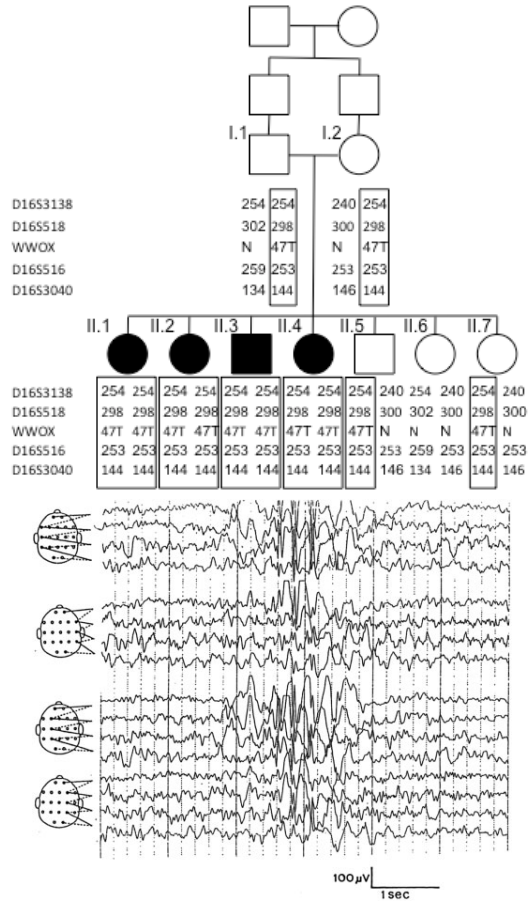 I.1 I.2
D16S3138 254 254 240 254
D16S518 302 298 300 298
WWOX N 47T N 47T
D16S516 259 253 253 253
D16S3040 134 144 146 144
II.1 II.2 II.3 II.4 II.5 II.6 II.7
D16S3138 254 254 254 254 254 254 254 254 254 240 254 240 254 240
D16S518 298 298 298 298 298 298 298 298 298 300 302 300 298 300
WWOX 47T 47T 47T 47T 47T 47T 47T 47T 47T N N N 47T N
D16S516 253 253 253 253 253 253 253 253 253 253 259 253 253 253
D16S3040 144 144 144 144 144 144 144 144 144 146 134 146 144 146
100 µV
1 sec